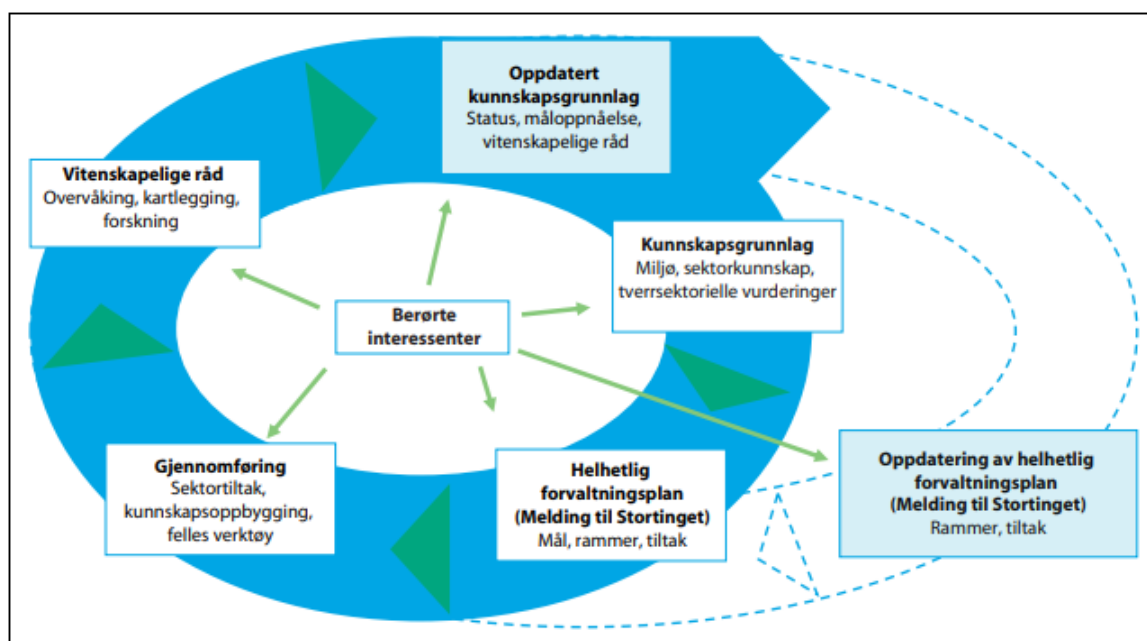 Oppdatert
kunnskapsgrunnlag
Status, måloppnåelse,
vitenskapelige råd
Vitenskapelige råd
Overvåking, kartlegging,
forskning
Kunnskapsgrunnlag
Miljø, sektorkunnskap,
tverrsektorielle vurderinger
Berørte
interessenter
Gjennomføring
Sektortiltak,
kunnskapsoppbygging,
felles verktøy
Helhetlig
forvaltningsplan
(Melding til Stortinget)
Mål, rammer, tiltak
Oppdatering av helhetlig
forvaltningsplan
(Melding til Stortinget)
Rammer, tiltak